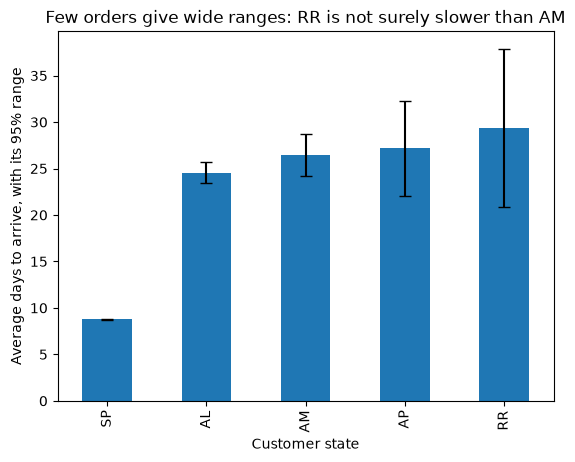 Few orders give wide ranges: RR is not surely slower than AM
Average days to arrive, with its 95% range
35
30
25
20
15
10
5
0
SP
AL
AM
AP
RR
Customer state